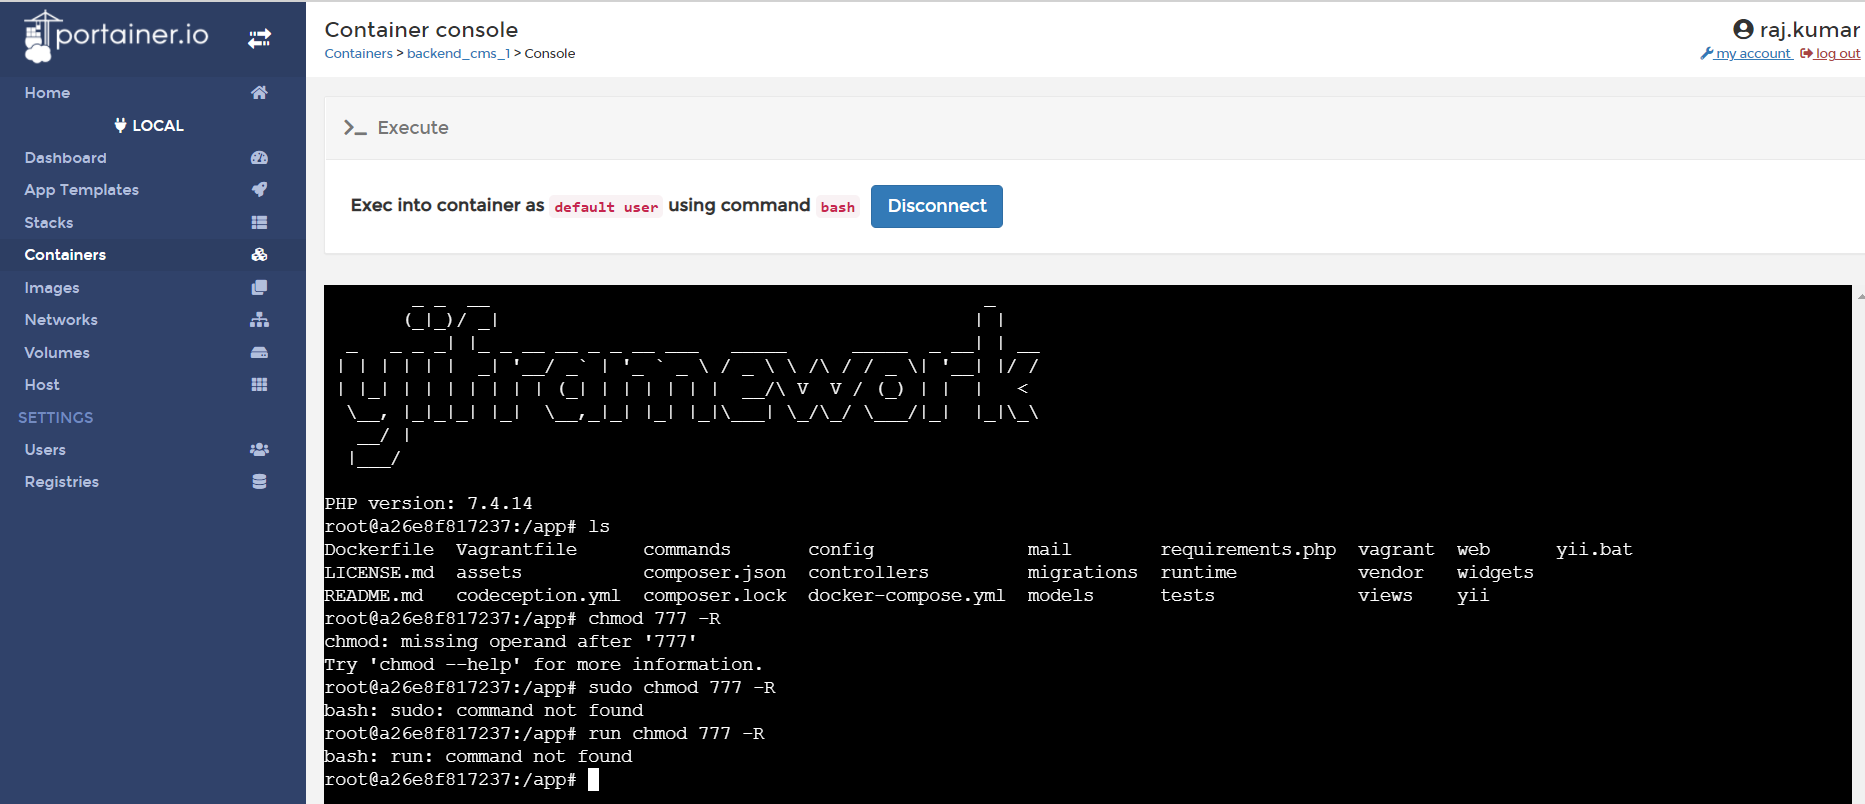 portainer.io
Container console
Containers > backend_cms_1 > Console
raj.kumar
my account log out
Home
LOCAL
Dashboard
App Templates
Stacks
Containers
Images
Networks
Volumes
Host
SETTINGS
Users
Registries
>_ Execute
Exec into container as default user using command bash Disconnect
yiiframework
PHP version: 7.4.14
root@a26e8f817237:/app# ls
Dockerfile Vagrantfile commands config mail requirements.php vagrant web yii.bat
LICENSE.md assets composer.json controllers migrations runtime vendor widgets
README.md codeception.yml composer.lock docker-compose.yml models tests views yii
root@a26e8f817237:/app# chmod 777 -R
chmod: missing operand after '777'
Try 'chmod --help' for more information.
root@a26e8f817237:/app# sudo chmod 777 -R
bash: sudo: command not found
root@a26e8f817237:/app# run chmod 777 -R
bash: run: command not found
root@a26e8f817237:/app#